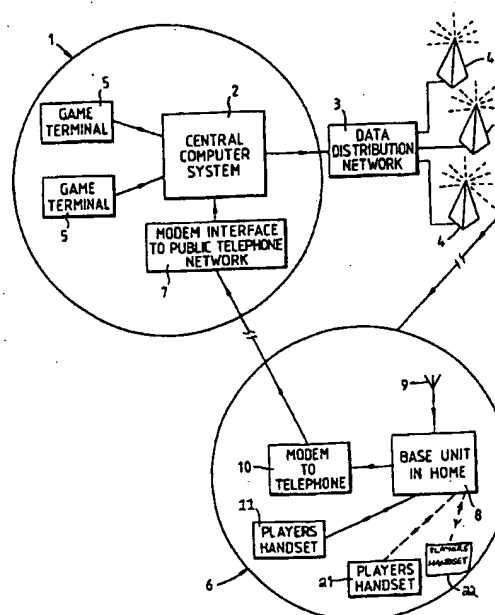 1
5
GAME
TERMINAL
GAME
TERMINAL
5
2
CENTRAL
COMPUTER
SYSTEM
MODEM INTERFACE
TO PUBLIC TELEPHONE
NETWORK
7
3
DATA
DISTRIBUTION
NETWORK
4
4
4
9
10
MODEM
TO
TELEPHONE
BASE UNIT
IN HOME
8
11
PLAYERS
HANDSET
6
PLAYERS
HANDSET
21
PLAYERS
HANDSET
22